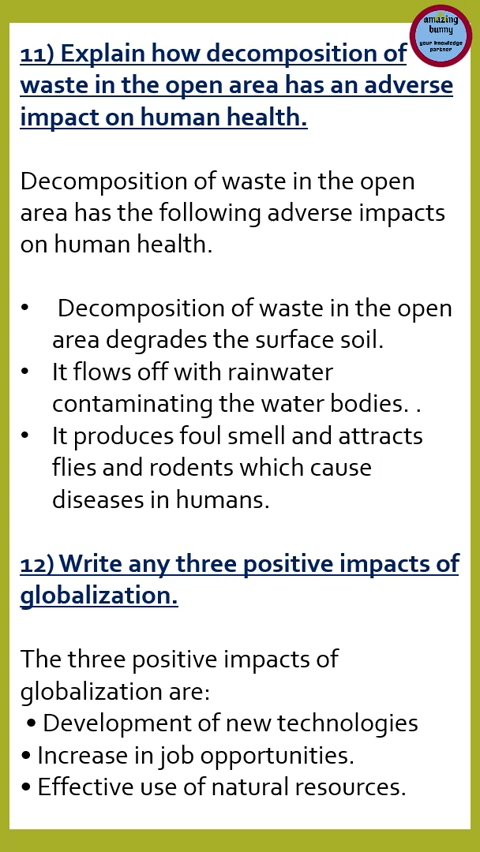 amazing
bunny
your knowledge
partner
11) Explain how decomposition of
waste in the open area has an adverse
impact on human health.
Decomposition of waste in the open
area has the following adverse impacts
on human health.
• Decomposition of waste in the open
area degrades the surface soil.
• It flows off with rainwater
contaminating the water bodies. .
• It produces foul smell and attracts
flies and rodents which cause
diseases in humans.
12) Write any three positive impacts of
globalization.
The three positive impacts of
globalization are:
• Development of new technologies
• Increase in job opportunities.
• Effective use of natural resources.